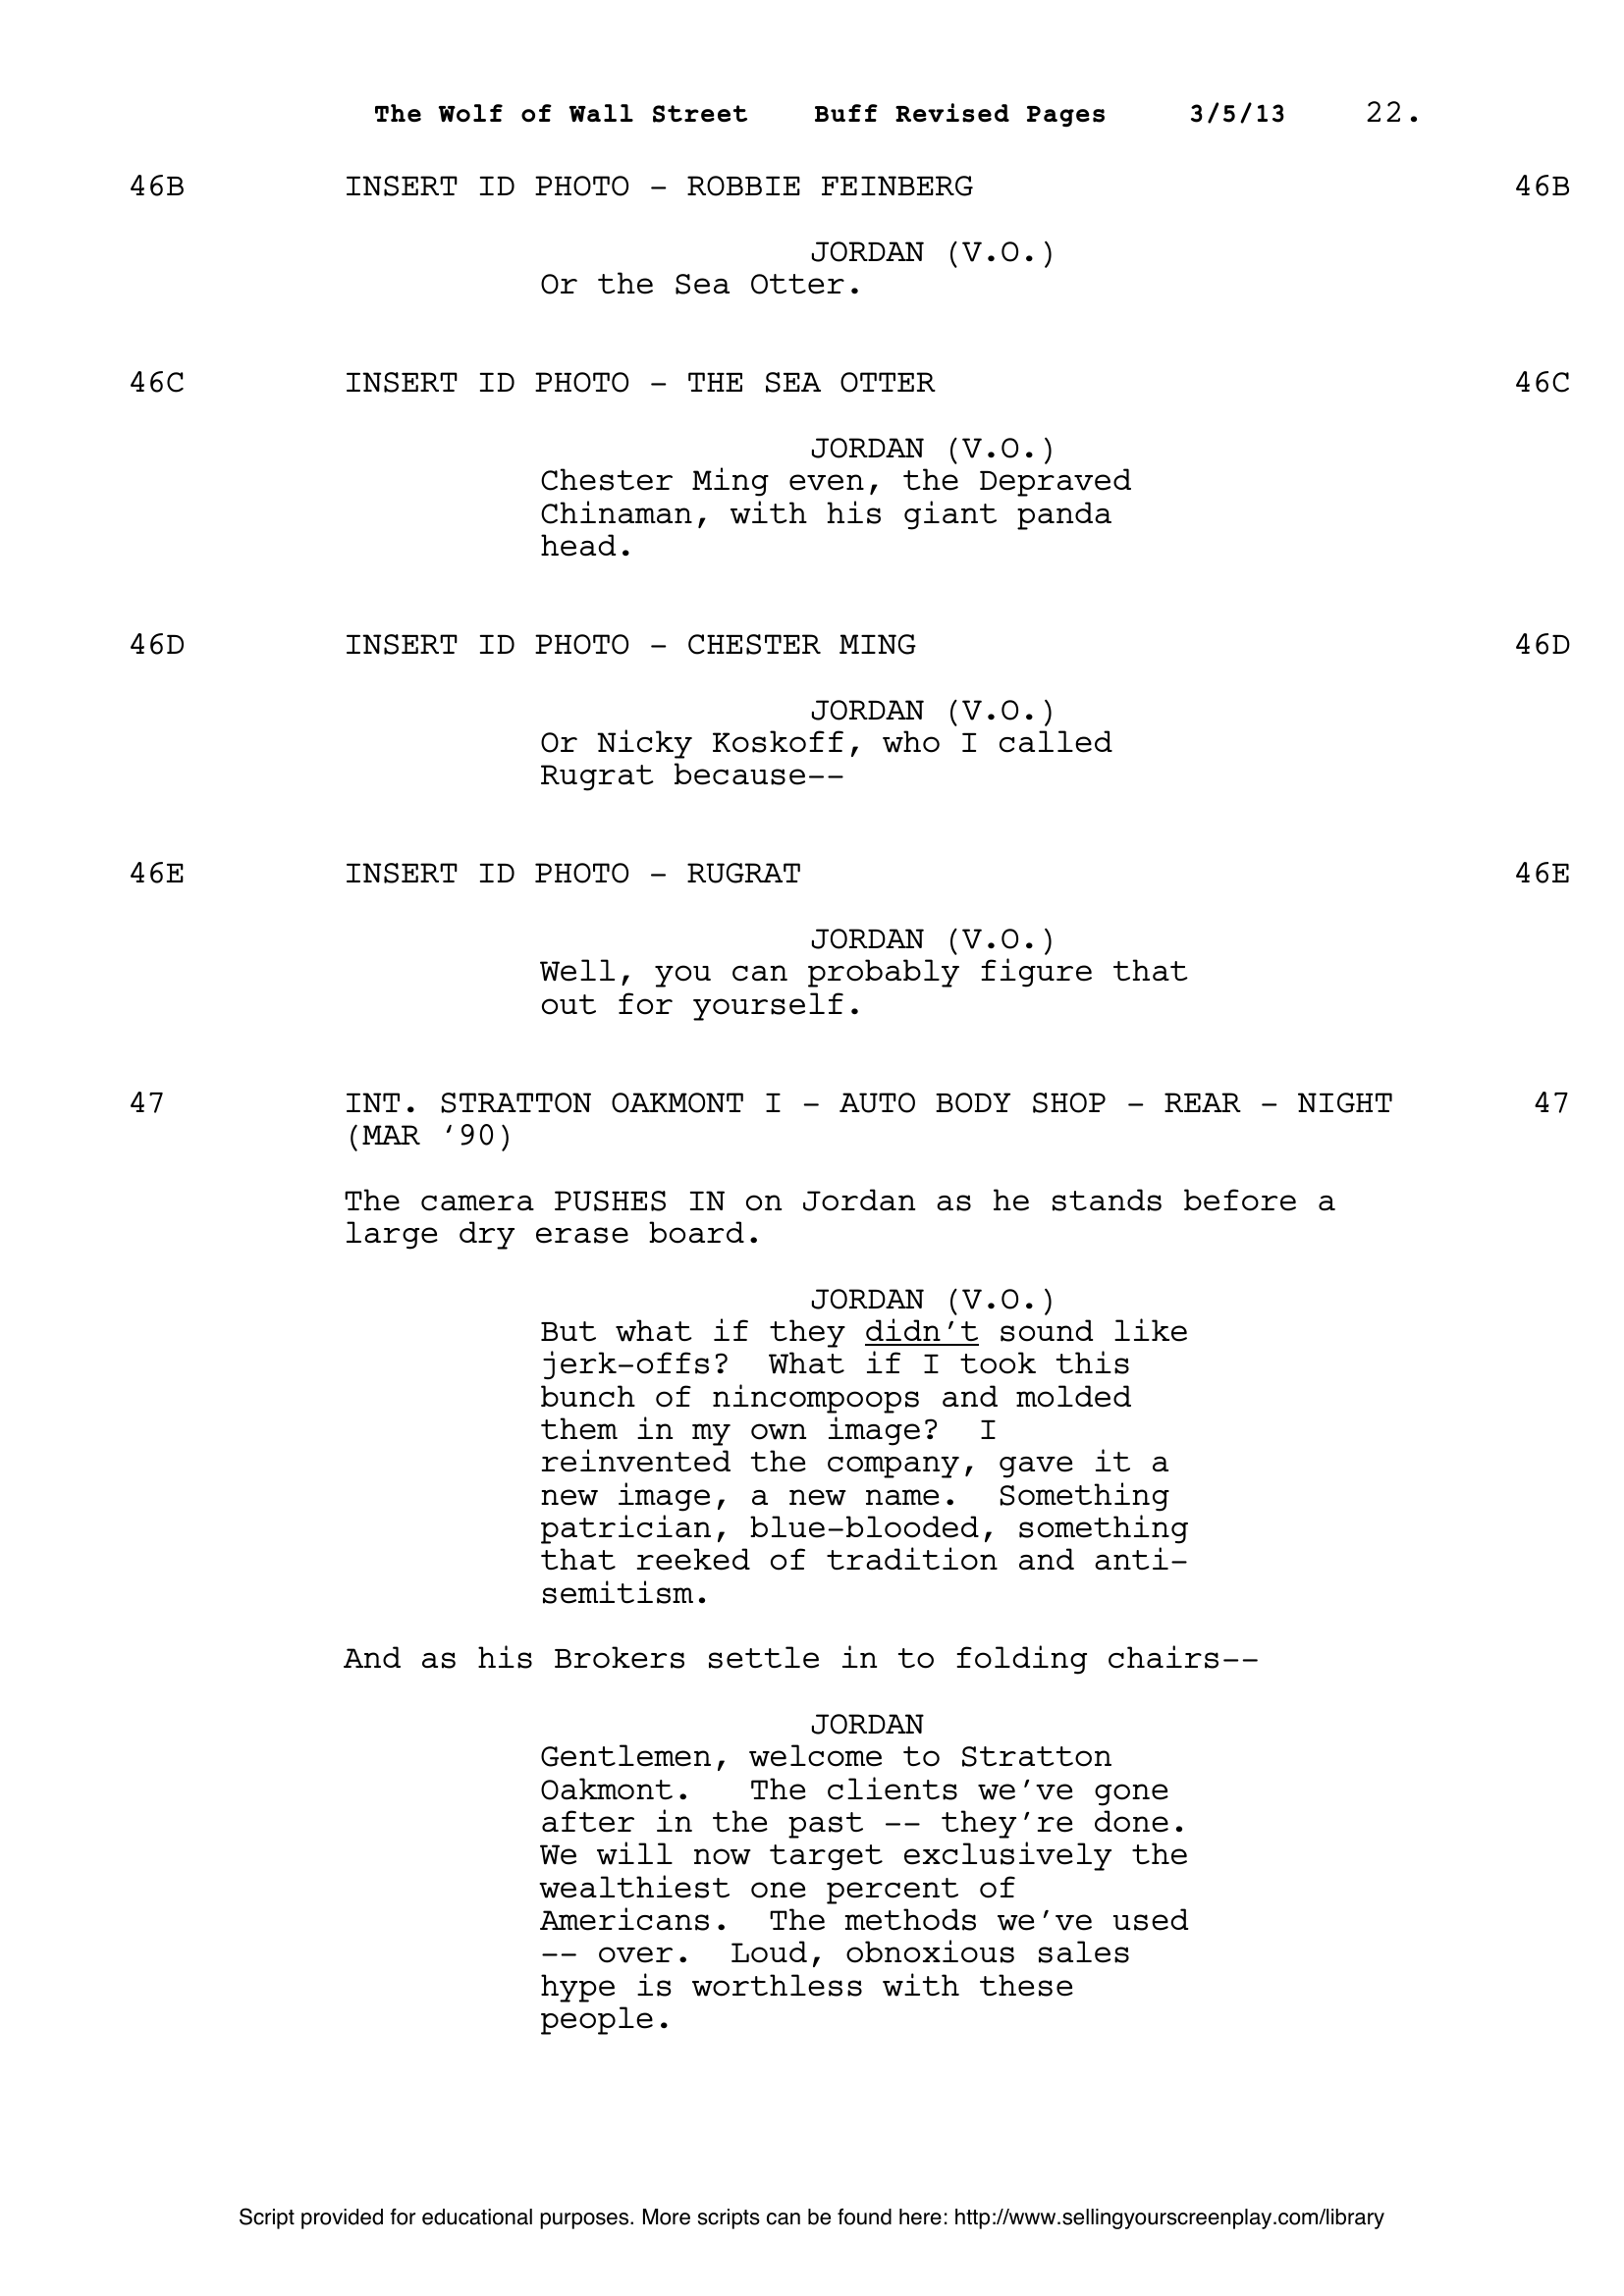 The Wolf of Wall Street Buff Revised Pages 3/5/13 22.
46B INSERT ID PHOTO - ROBBIE FEINBERG 46B
JORDAN (V.O.)
Or the Sea Otter.
46C INSERT ID PHOTO - THE SEA OTTER 46C
JORDAN (V.O.)
Chester Ming even, the Depraved
Chinaman, with his giant panda
head.
46D INSERT ID PHOTO - CHESTER MING 46D
JORDAN (V.O.)
Or Nicky Koskoff, who I called
Rugrat because--
46E INSERT ID PHOTO - RUGRAT 46E
JORDAN (V.O.)
Well, you can probably figure that
out for yourself.
47 INT. STRATTON OAKMONT I - AUTO BODY SHOP - REAR - NIGHT 47
(MAR ‘90)
The camera PUSHES IN on Jordan as he stands before a
large dry erase board.
JORDAN (V.O.)
But what if they didn’t sound like
jerk-offs?  What if I took this
bunch of nincompoops and molded
them in my own image?  I
reinvented the company, gave it a
new image, a new name.  Something
patrician, blue-blooded, something
that reeked of tradition and anti-
semitism.
And as his Brokers settle in to folding chairs--
JORDAN
Gentlemen, welcome to Stratton
Oakmont.   The clients we’ve gone
after in the past -- they’re done.
We will now target exclusively the
wealthiest one percent of
Americans.  The methods we’ve used
-- over.  Loud, obnoxious sales
hype is worthless with these
people.
Script provided for educational purposes. More scripts can be found here: http://www.sellingyourscreenplay.com/library